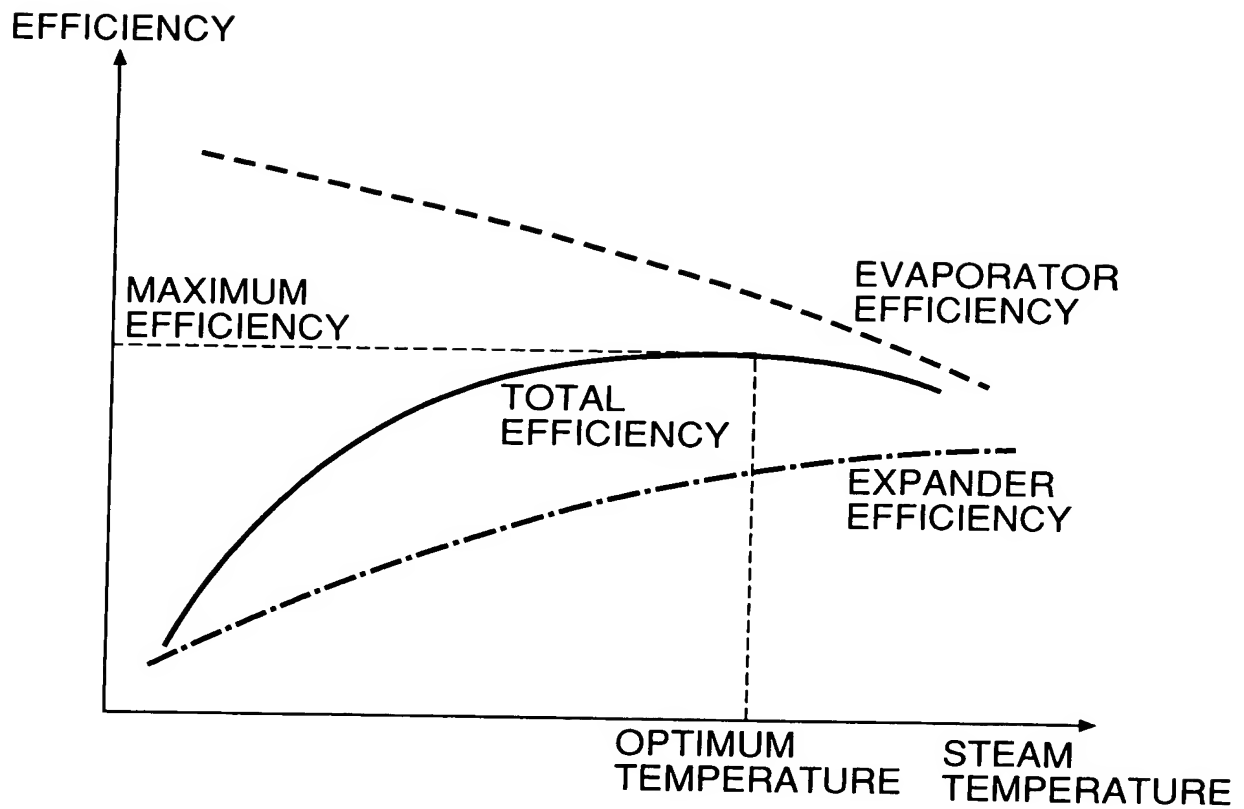 EFFICIENCY
MAXIMUM
EFFICIENCY
EVAPORATOR
EFFICIENCY
TOTAL
EFFICIENCY
EXPANDER
EFFICIENCY
OPTIMUM
TEMPERATURE
STEAM
TEMPERATURE